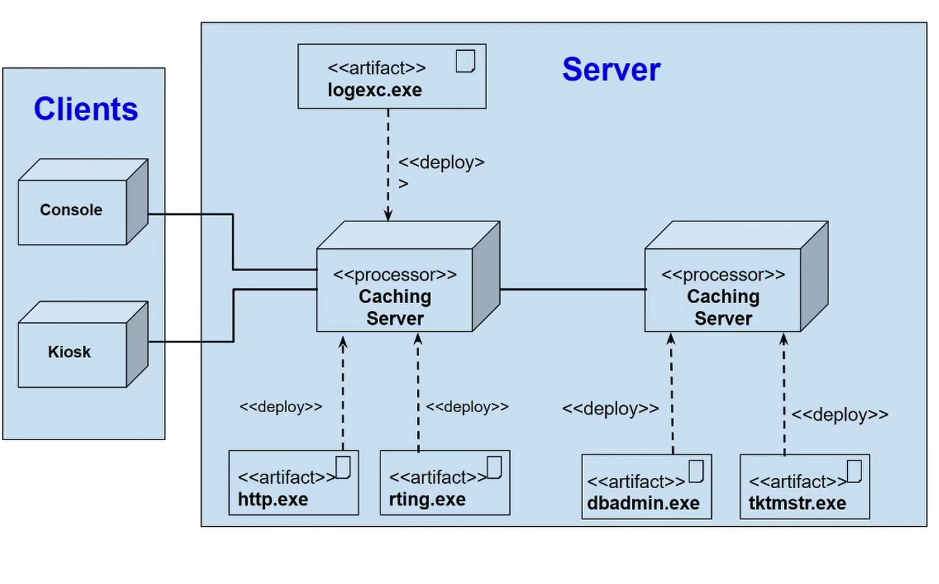 Clients
Server
<<artifact>>
logexc.exe
<<deploy>
>
Console
Kiosk
<<processor>>
Caching
Server
<<processor>>
Caching
Server
<<deploy>>
<<deploy>>
<<deploy>>
<<deploy>>
<<artifact>>
http.exe
<<artifact>>
rting.exe
<<artifact>>
dbadmin.exe
<<artifact>>
tktmstr.exe